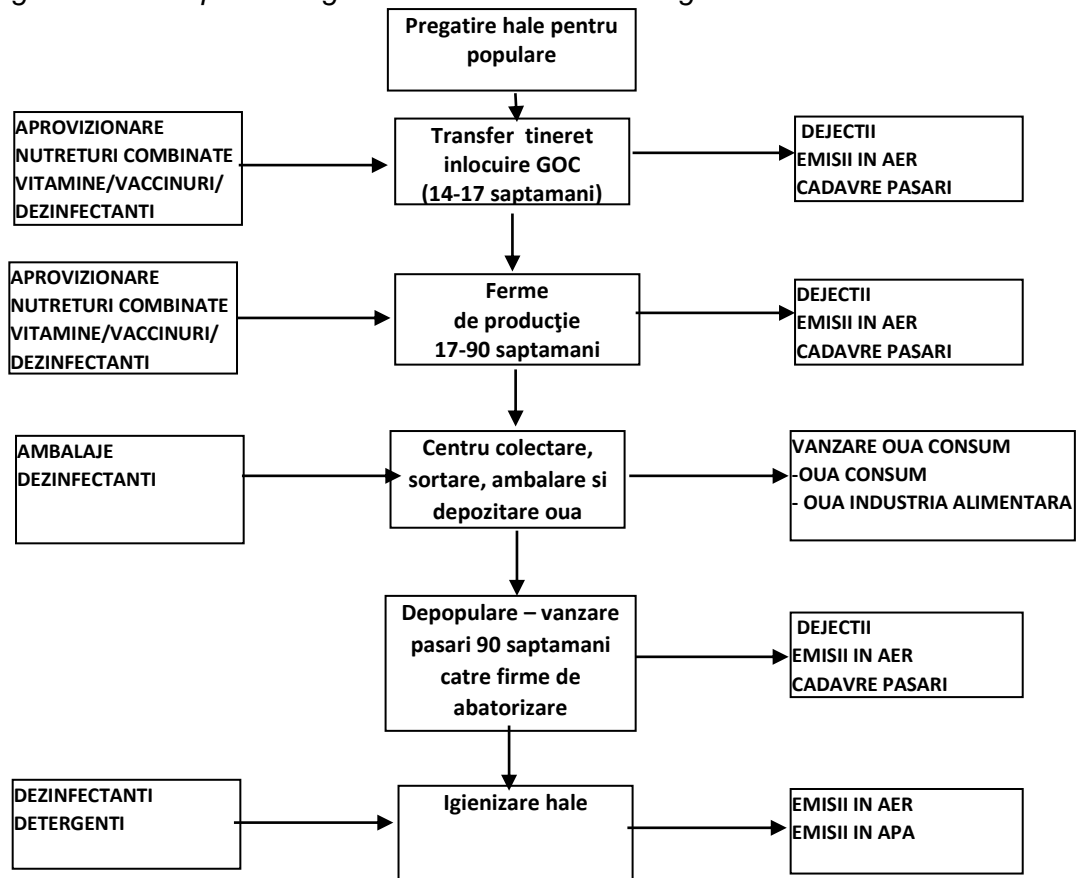 Pregatire hale pentru
populare
APROVIZIONARE
NUTRETURI COMBINATE
VITAMINE/VACCINURI/
DEZINFECTANTI
Transfer tineret
inlocuire GOC
(14-17 saptamani)
DEJECTII
EMISII IN AER
CADAVRE PASARI
APROVIZIONARE
NUTRETURI COMBINATE
VITAMINE/VACCINURI/
DEZINFECTANTI
Ferme
de producţie
17-90 saptamani
DEJECTII
EMISII IN AER
CADAVRE PASARI
AMBALAJE
DEZINFECTANTI
Centru colectare,
sortare, ambalare si
depozitare oua
VANZARE OUA CONSUM
-OUA CONSUM
- OUA INDUSTRIA ALIMENTARA
Depopulare – vanzare
pasari 90 saptamani
catre firme de
abatorizare
DEJECTII
EMISII IN AER
CADAVRE PASARI
DEZINFECTANTI
DETERGENTI
Igienizare hale
EMISII IN AER
EMISII IN APA